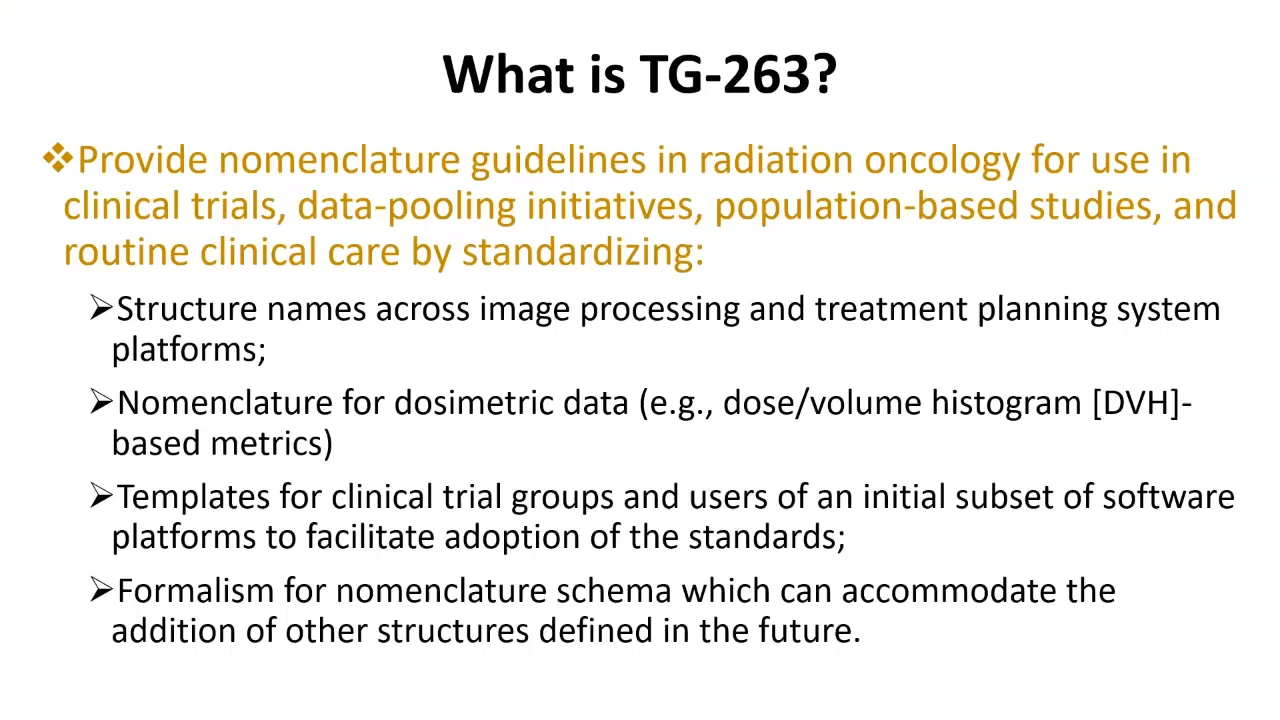 What is TG-263?
❖Provide nomenclature guidelines in radiation oncology for use in
clinical trials, data-pooling initiatives, population-based studies, and
routine clinical care by standardizing:
➢Structure names across image processing and treatment planning system
platforms;
➢Nomenclature for dosimetric data (e.g., dose/volume histogram [DVH]-
based metrics)
➢Templates for clinical trial groups and users of an initial subset of software
platforms to facilitate adoption of the standards;
➢Formalism for nomenclature schema which can accommodate the
addition of other structures defined in the future.